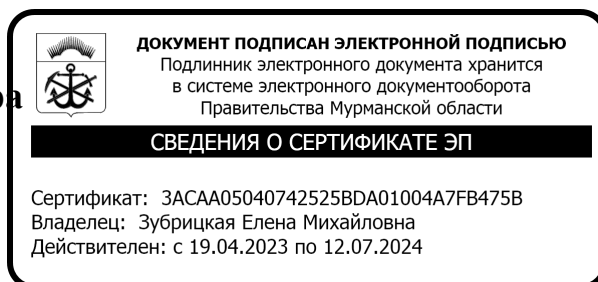 ДОКУМЕНТ ПОДПИСАН ЭЛЕКТРОННОЙ ПОДПИСЬЮ
Подлинник электронного документа хранится
в системе электронного документооборота
Правительства Мурманской области
СВЕДЕНИЯ О СЕРТИФИКАТЕ ЭП
Сертификат: 3ACAA05040742525BDA01004A7FB475B
Владелец: Зубрицкая Елена Михайловна
Действителен: с 19.04.2023 по 12.07.2024